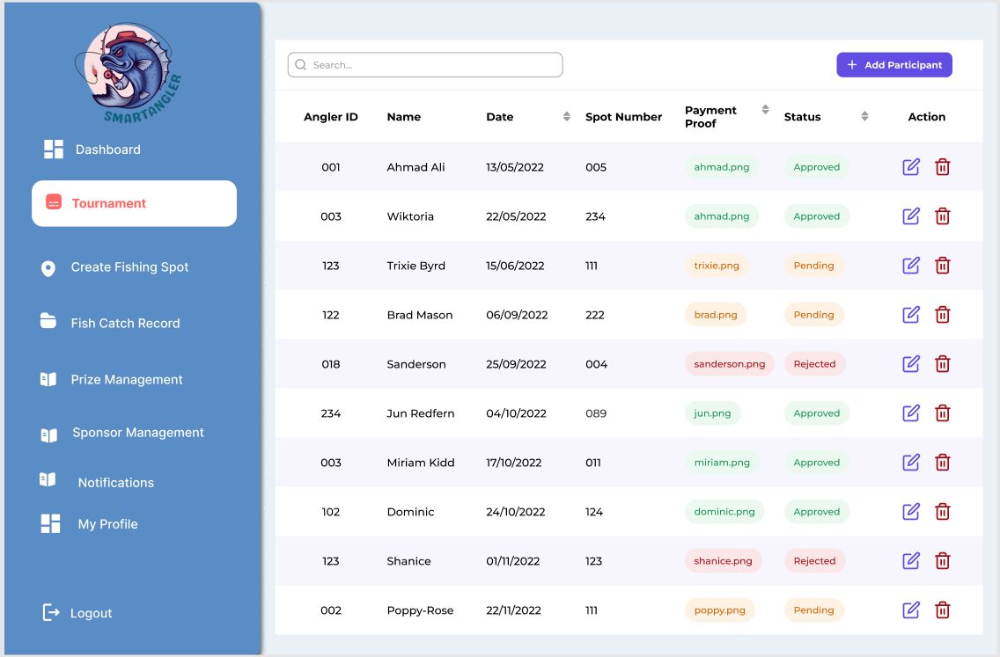 SMARTANGLER
Dashboard
Tournament
Create Fishing Spot
Fish Catch Record
Prize Management
Sponsor Management
Notifications
My Profile
Logout
Search...
+ Add Participant
Angler ID Name Date Spot Number Payment Proof Status Action
001 Ahmad Ali 13/05/2022 005 ahmad.png Approved
003 Wiktoria 22/05/2022 234 ahmad.png Approved
123 Trixie Byrd 15/06/2022 111 trixie.png Pending
122 Brad Mason 06/09/2022 222 brad.png Pending
018 Sanderson 25/09/2022 004 sanderson.png Rejected
234 Jun Redfern 04/10/2022 089 jun.png Approved
003 Miriam Kidd 17/10/2022 011 miriam.png Approved
102 Dominic 24/10/2022 124 dominic.png Approved
123 Shanice 01/11/2022 123 shanice.png Rejected
002 Poppy-Rose 22/11/2022 111 poppy.png Pending